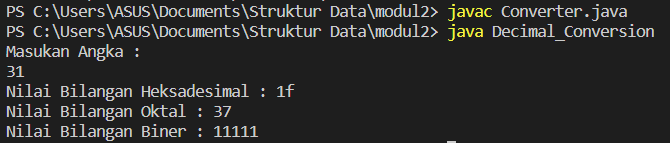 PS C:\Users\ASUS\Documents\Struktur Data\modul2> javac Converter.java
PS C:\Users\ASUS\Documents\Struktur Data\modul2> java Decimal_Conversion
Masukan Angka :
31
Nilai Bilangan Heksadesimal : 1f
Nilai Bilangan Oktal : 37
Nilai Bilangan Biner : 11111